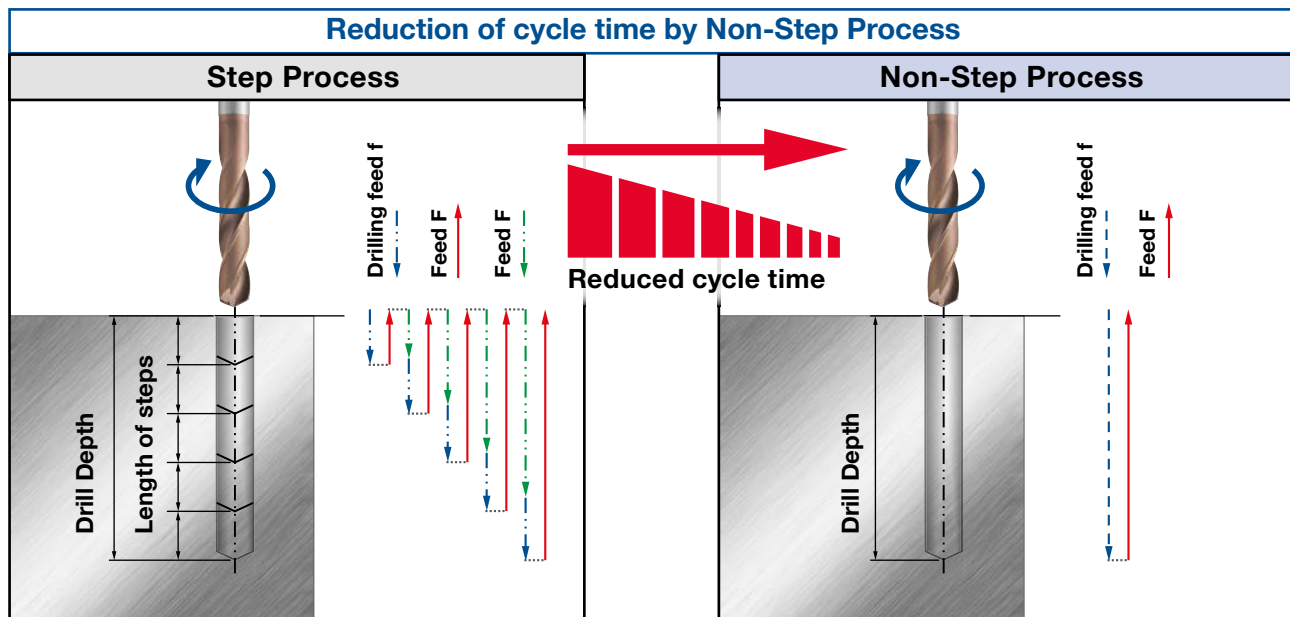 Reduction of cycle time by Non-Step Process
Step Process
Non-Step Process
Drilling feed f
Feed F
Feed F
Reduced cycle time
Drilling feed f
Feed F
Drill Depth
Length of steps
Drill Depth